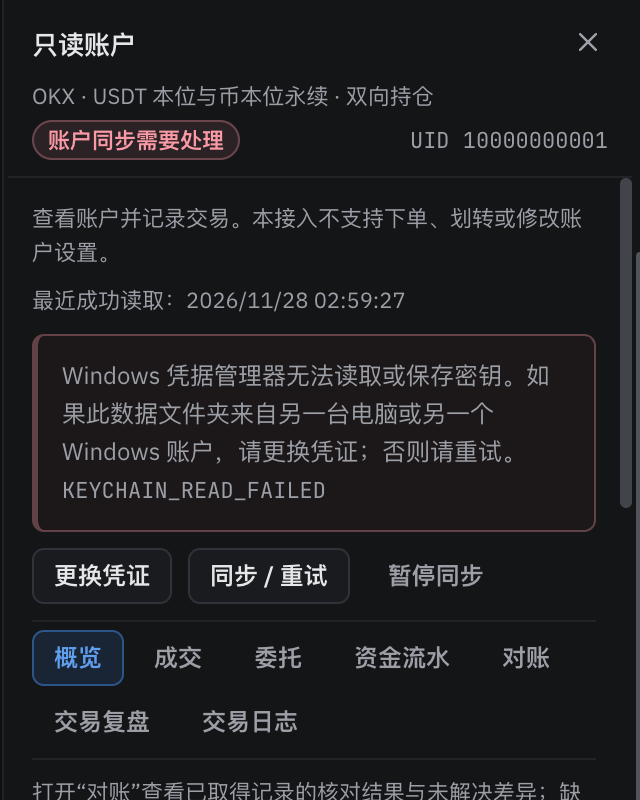 只读账户
OKX · USDT 本位与币本位永续 · 双向持仓
账户同步需要处理
UID 10000000001
查看账户并记录交易。本接入不支持下单、划转或修改账
户设置。
最近成功读取：2026/11/28 02:59:27
Windows 凭据管理器无法读取或保存密钥。如
果此数据文件夹来自另一台电脑或另一个
Windows 账户，请更换凭证；否则请重试。
KEYCHAIN_READ_FAILED
更换凭证
同步 / 重试
暂停同步
概览
成交
委托
资金流水
对账
交易复盘
交易日志
打开“对账”查看已取得记录的核对结果与未解决差异；缺